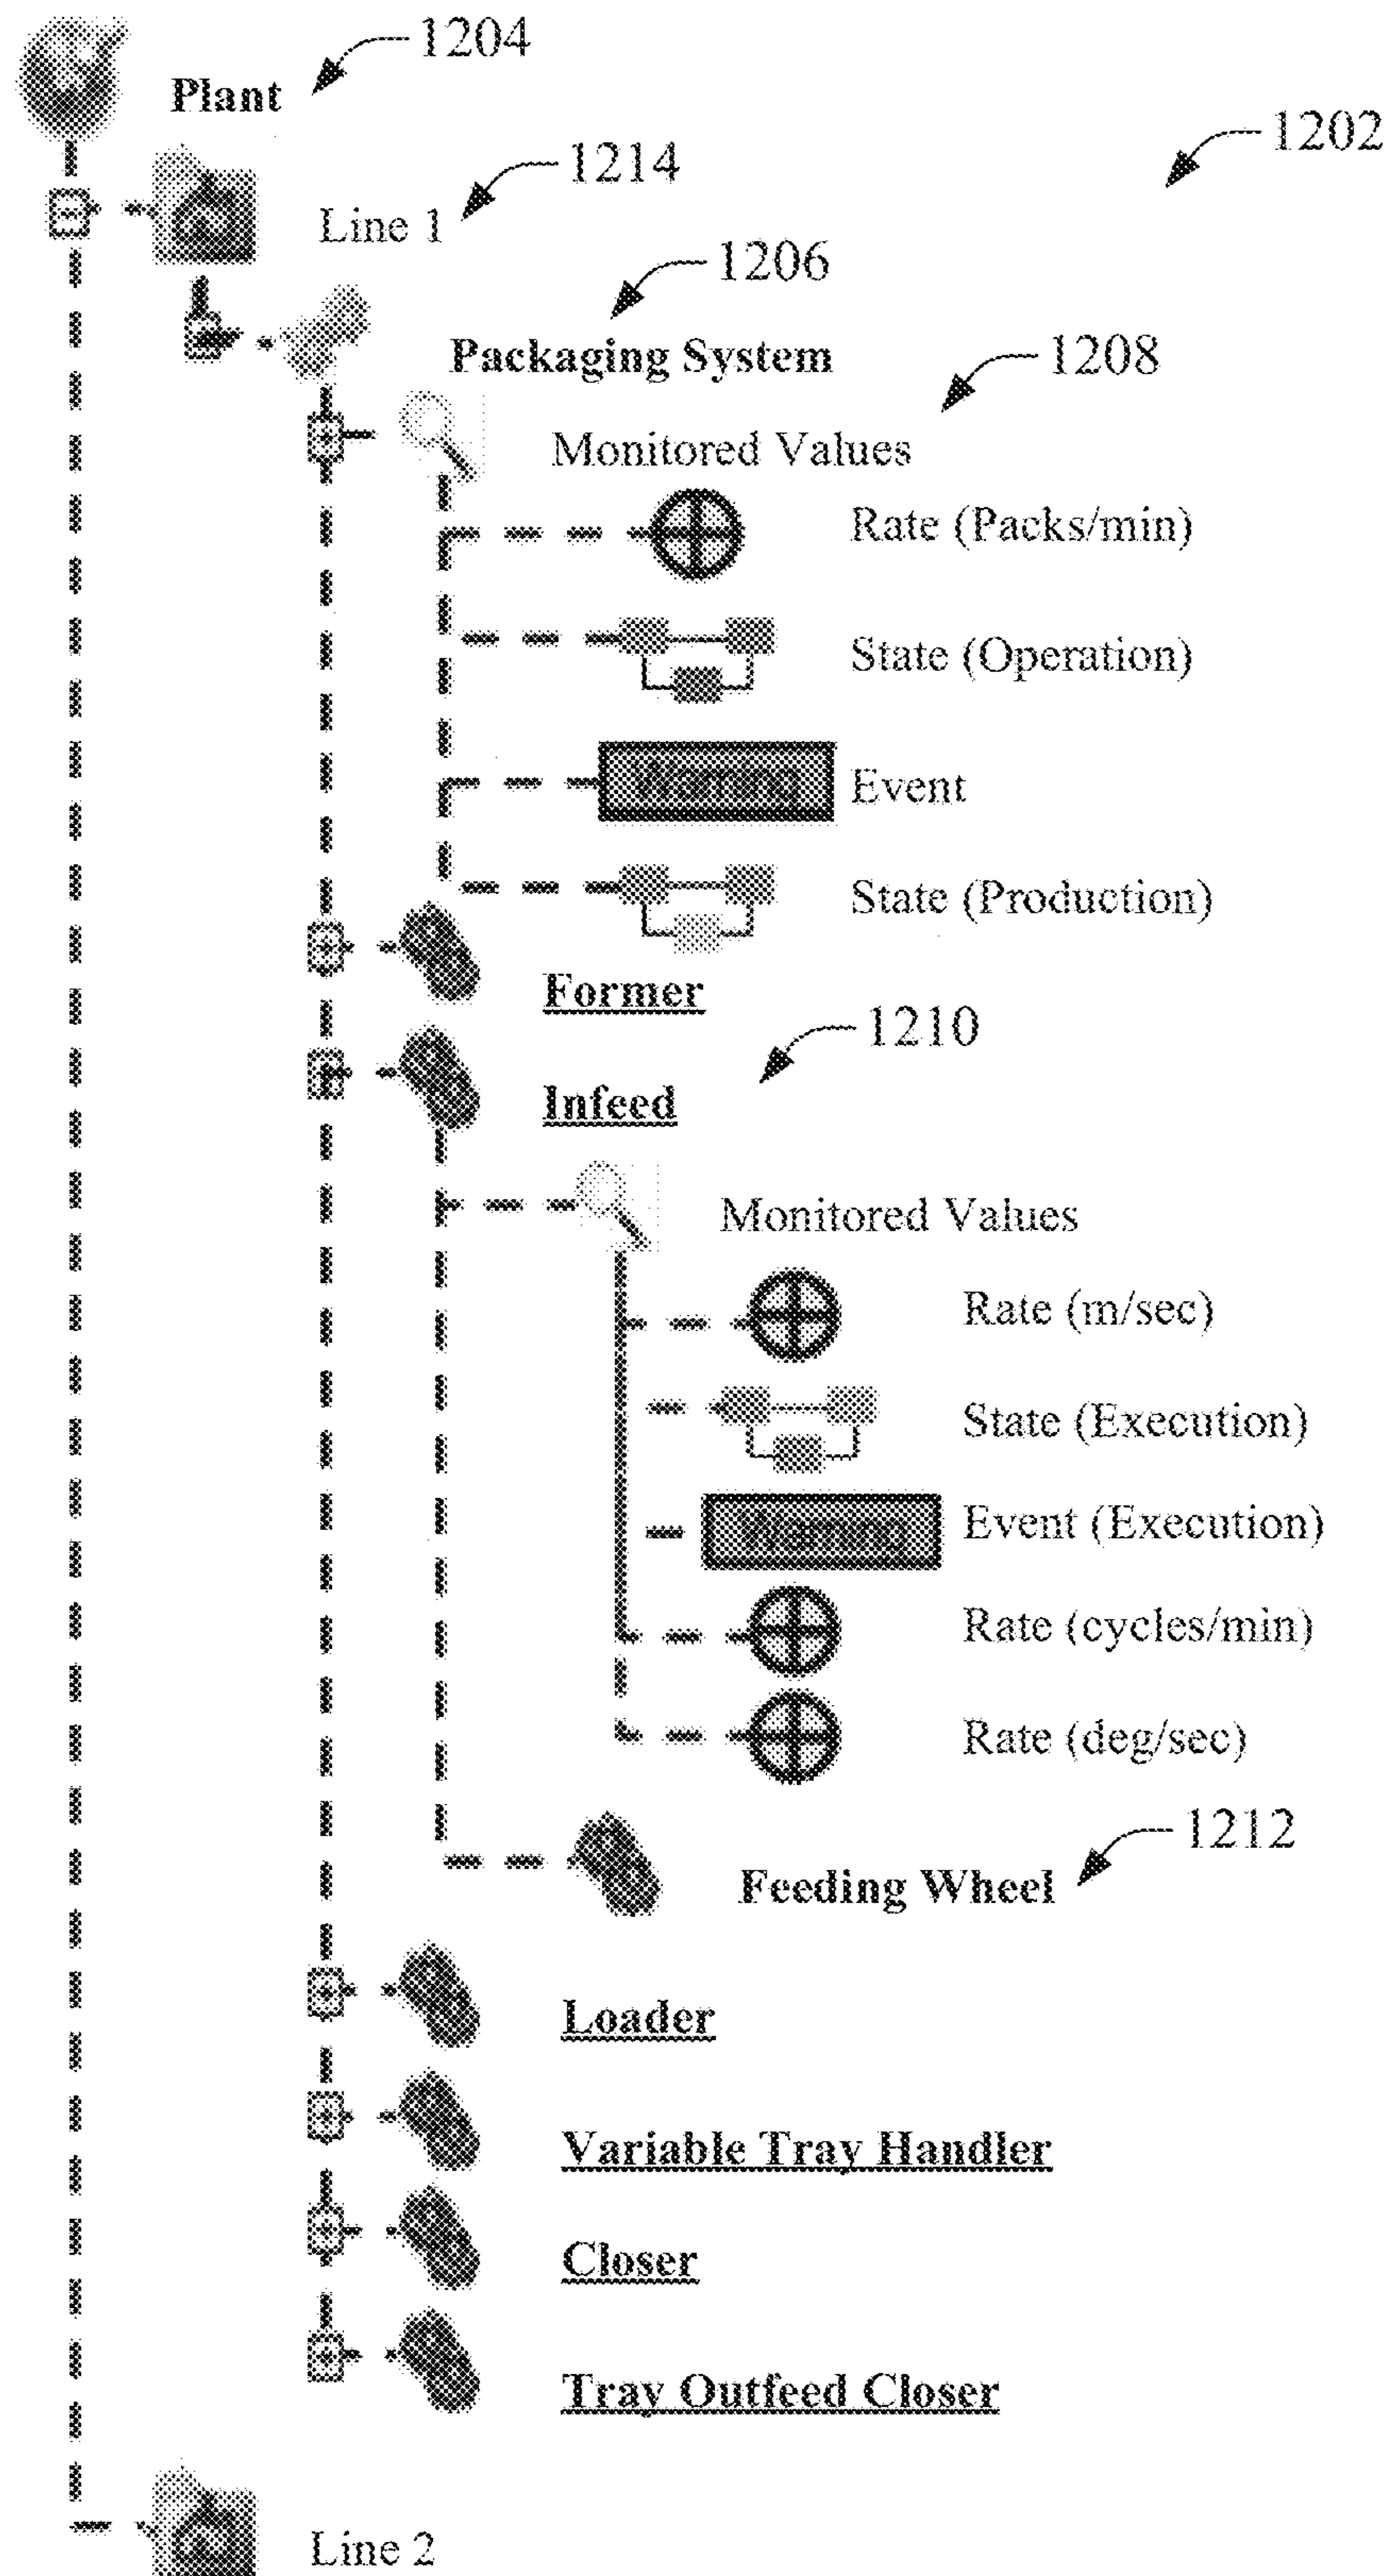 1204
Plant
1202
1214
Line 1
1206
Packaging System
1208
Monitored Values
Rate (Packs/min)
State (Operation)
Warning
Event
State (Production)
Former
1210
Infeed
Monitored Values
Rate (m/sec)
State (Execution)
Warning
Event (Execution)
Rate (cycles/min)
Rate (deg/sec)
1212
Feeding Wheel
Loader
Variable Tray Handler
Closer
Tray Outfeed Closer
Line 2